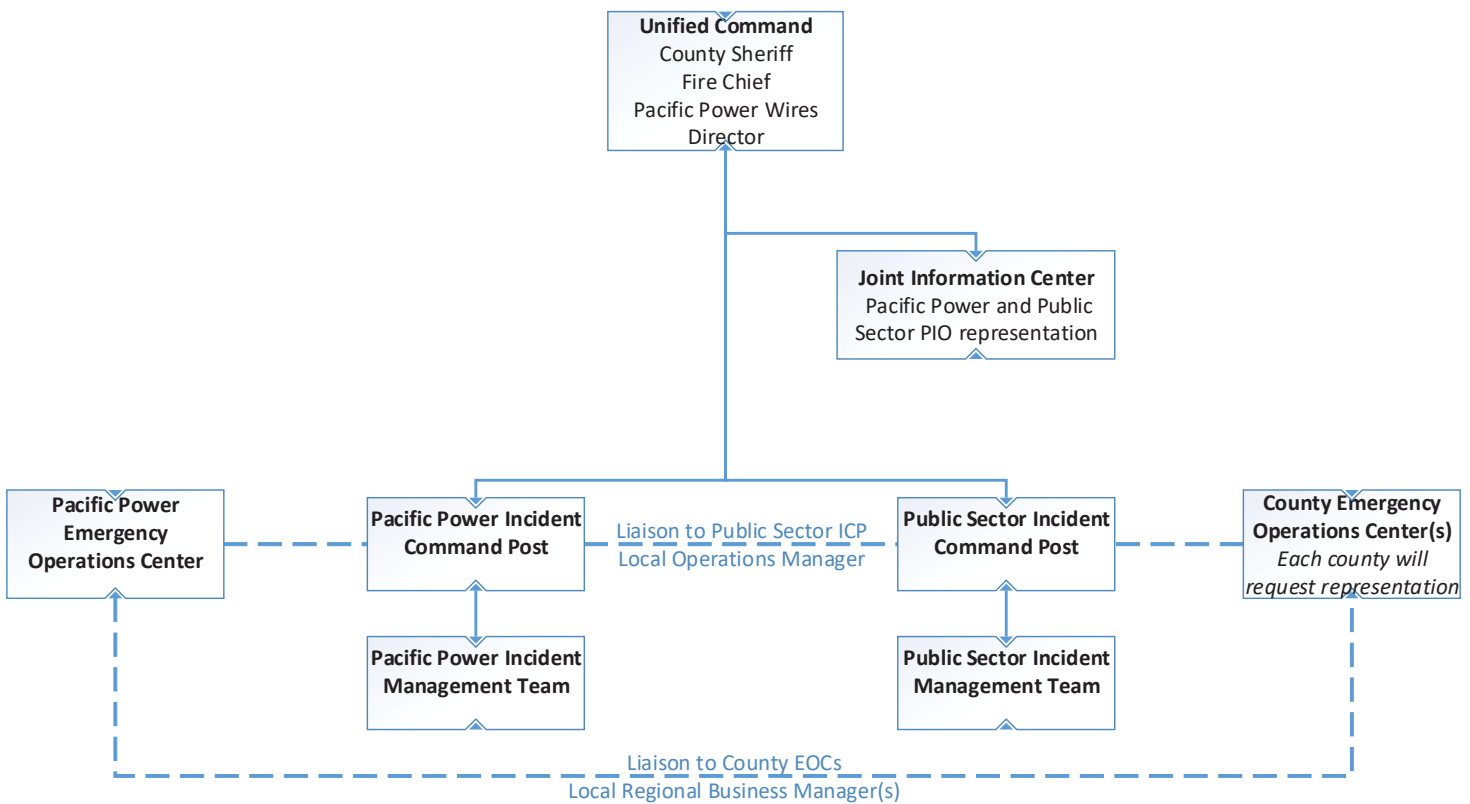 Unified Command
County Sheriff
Fire Chief
Pacific Power Wires
Director
Joint Information Center
Pacific Power and Public
Sector PIO representation
Pacific Power
Emergency
Operations Center
Pacific Power Incident
Command Post
Liaison to Public Sector ICP
Local Operations Manager
Public Sector Incident
Command Post
County Emergency
Operations Center(s)
Each county will
request representation
Pacific Power Incident
Management Team
Public Sector Incident
Management Team
Liaison to County EOCs
Local Regional Business Manager(s)